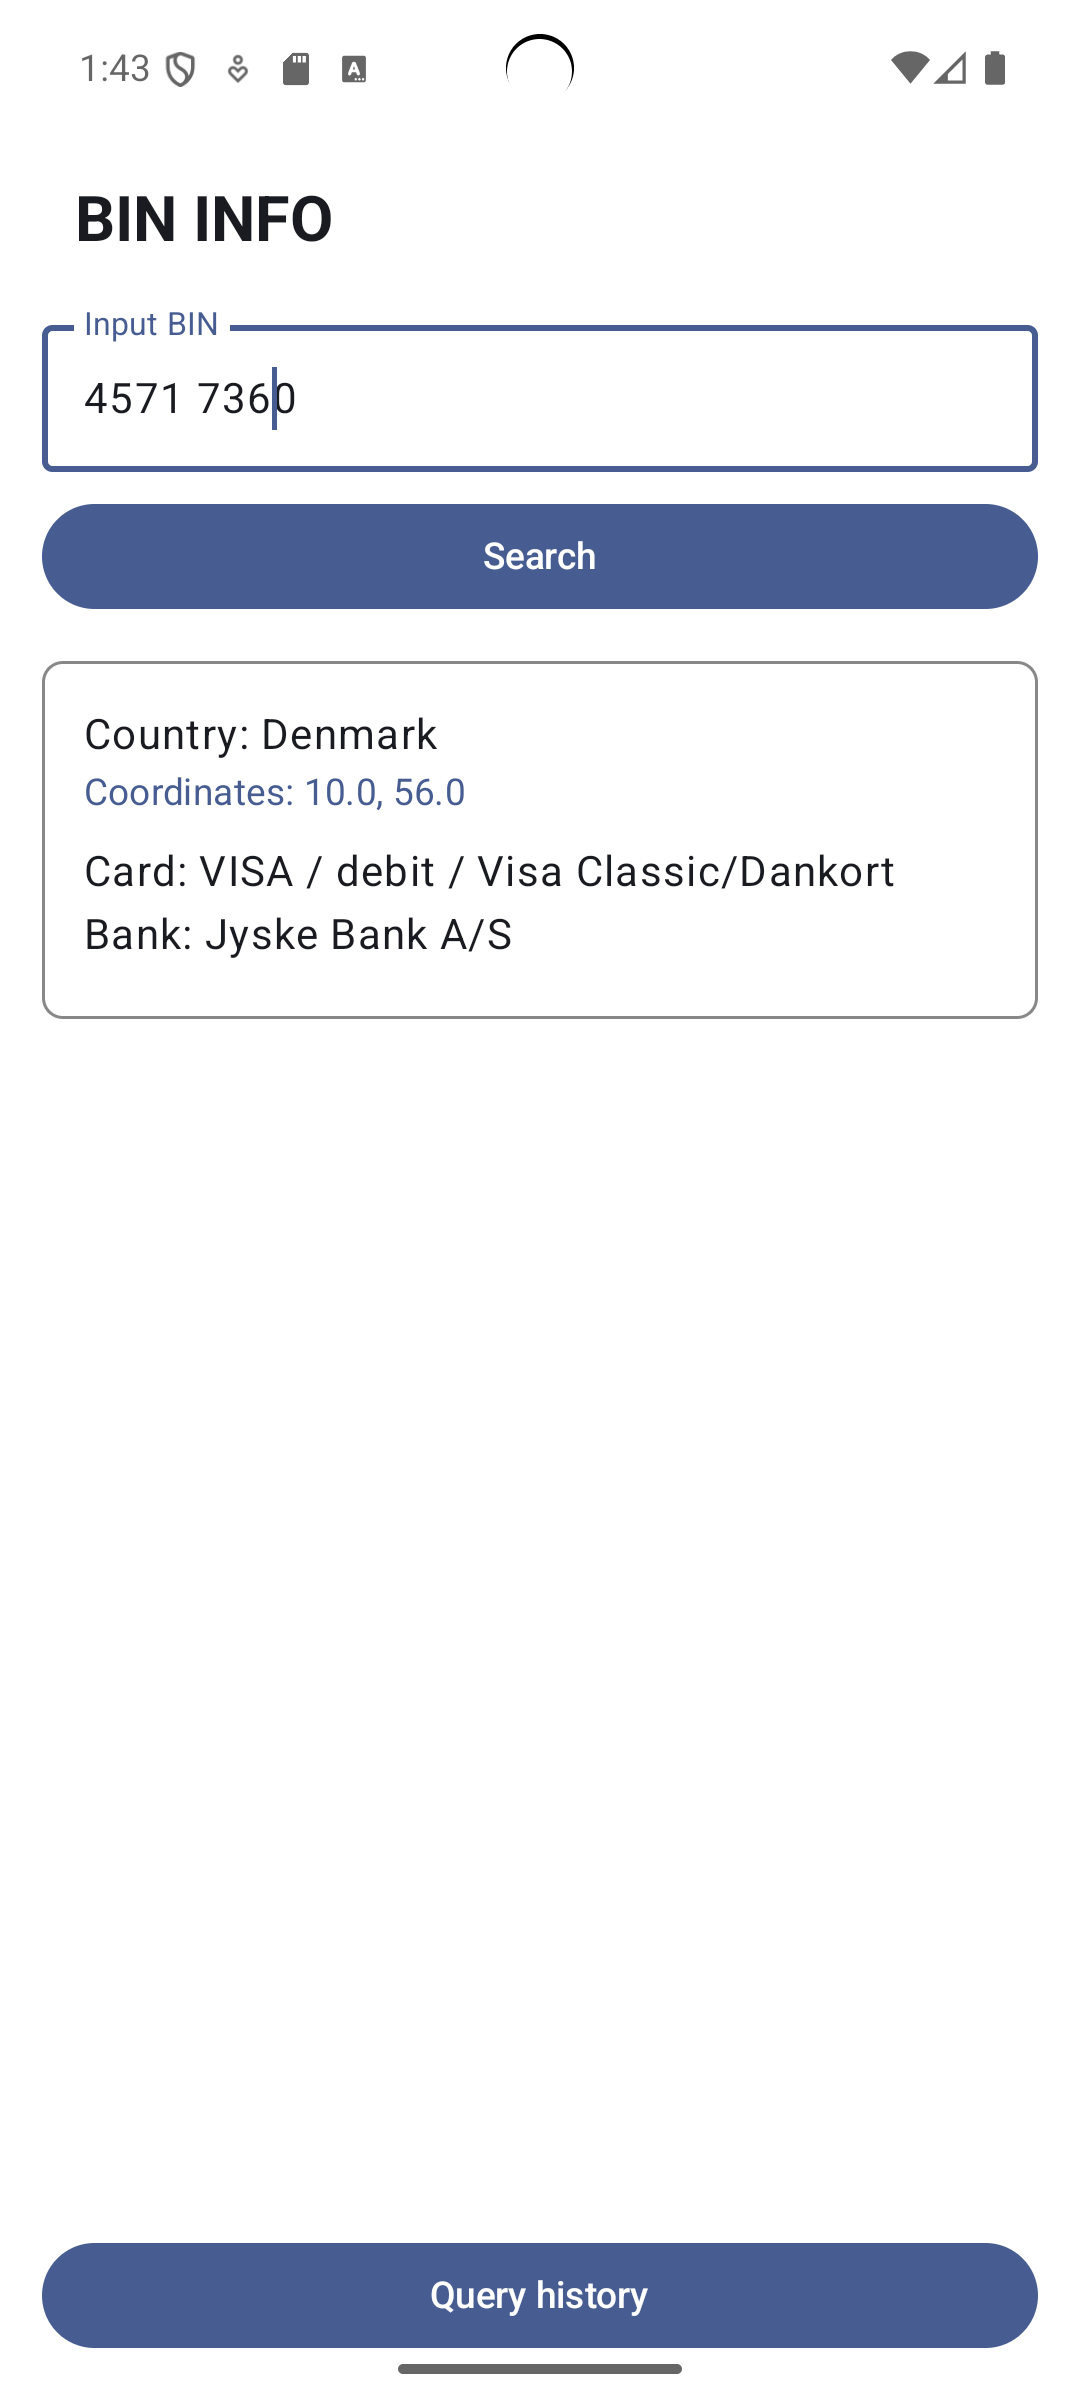 1:43
BIN INFO
Input BIN
4571 7360
Search
Country: Denmark
Coordinates: 10.0, 56.0
Card: VISA / debit / Visa Classic/Dankort
Bank: Jyske Bank A/S
Query history